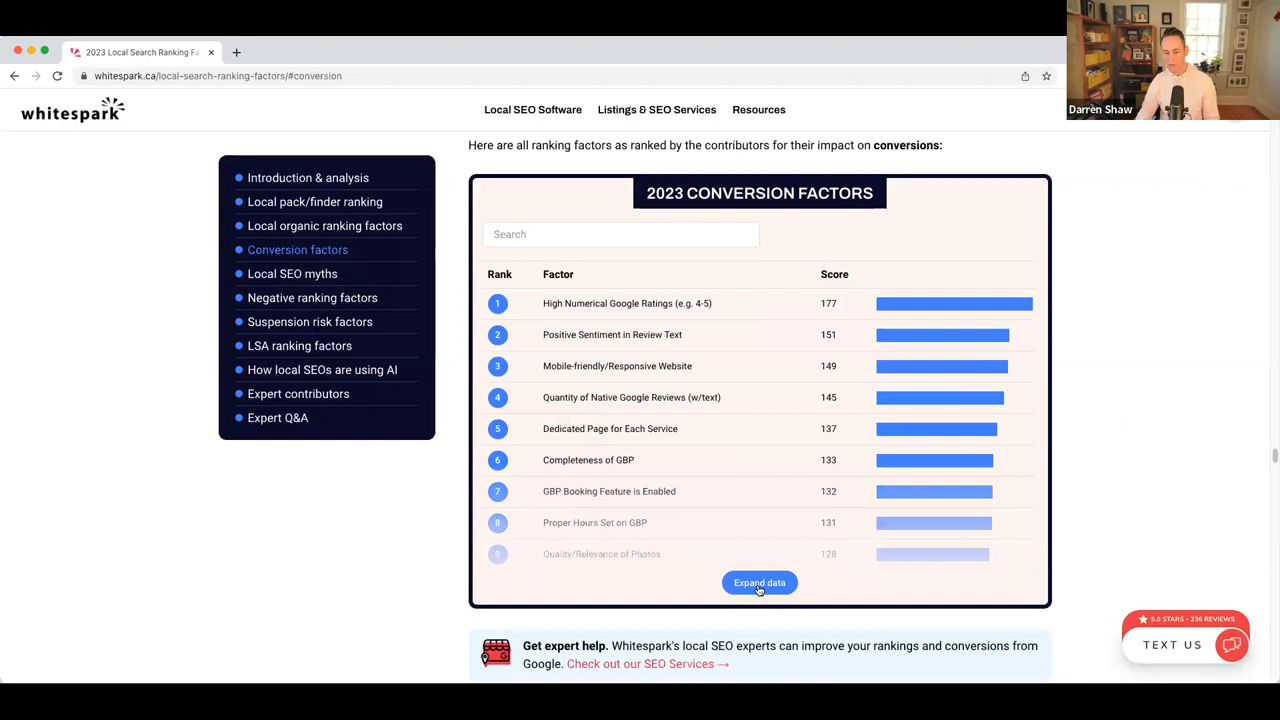 2023 Local Search Ranking Fa
whitespark.ca/local-search-ranking-factors/#conversion
Darren Shaw
whitespark
Local SEO Software
Listings & SEO Services
Resources
Here are all ranking factors as ranked by the contributors for their impact on conversions:
Introduction & analysis
Local pack/finder ranking
Local organic ranking factors
Conversion factors
Local SEO myths
Negative ranking factors
Suspension risk factors
LSA ranking factors
How local SEOs are using AI
Expert contributors
Expert Q&A
2023 CONVERSION FACTORS
Search
Rank Factor Score
1 High Numerical Google Ratings (e.g. 4-5) 177
2 Positive Sentiment in Review Text 151
3 Mobile-friendly/Responsive Website 149
4 Quantity of Native Google Reviews (w/text) 145
5 Dedicated Page for Each Service 137
6 Completeness of GBP 133
7 GBP Booking Feature is Enabled 132
8 Proper Hours Set on GBP 131
9 Quality/Relevance of Photos 128
Expand data
Get expert help. Whitespark's local SEO experts can improve your rankings and conversions from
Google. Check out our SEO Services →
5.0 STARS - 236 REVIEWS
TEXT US